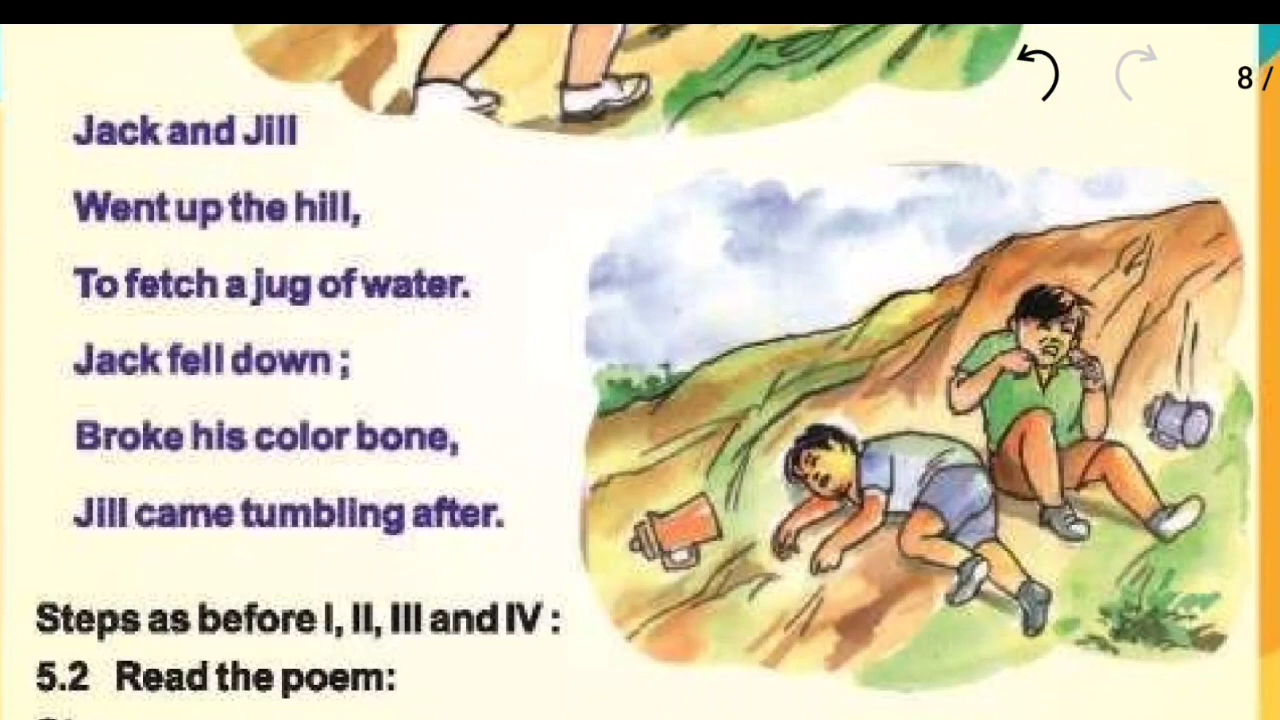 8 /
Jack and Jill
Went up the hill,
To fetch a jug of water.
Jack fell down ;
Broke his color bone,
Jill came tumbling after.
Steps as before I, II, III and IV :
5.2 Read the poem: